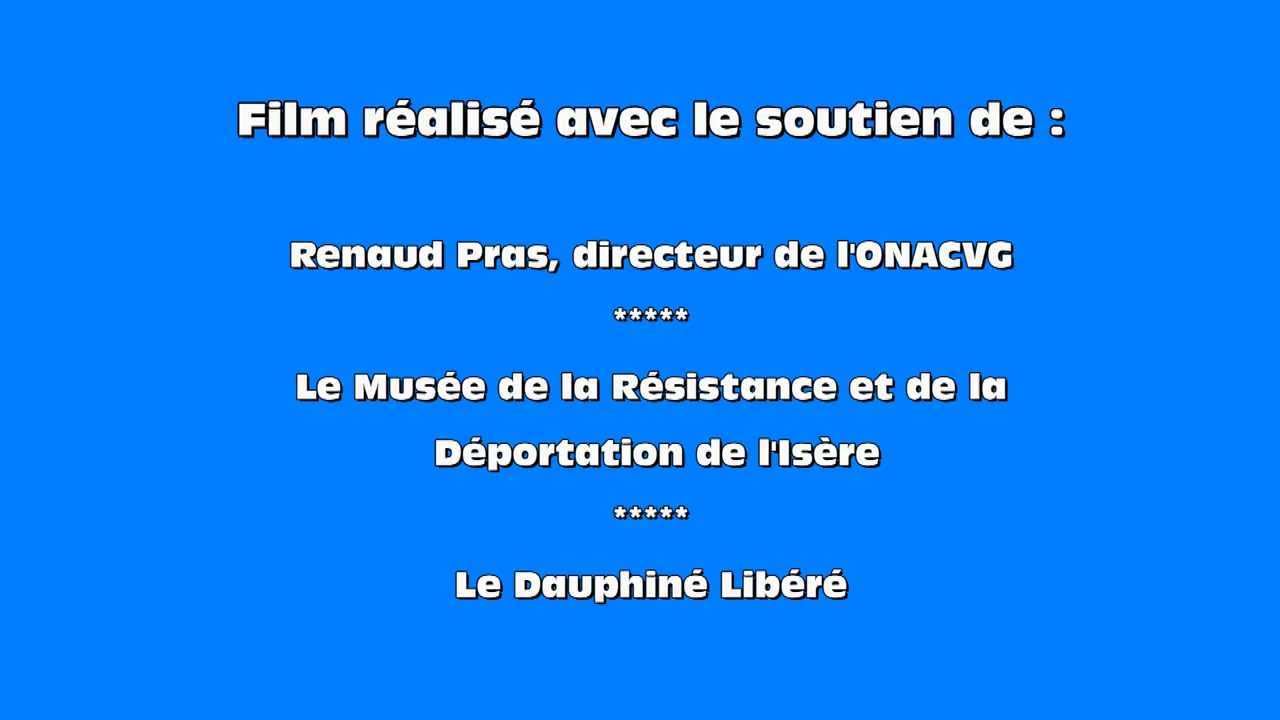 Film réalisé avec le soutien de :
Renaud Pras, directeur de l'ONACVG
*****
Le Musée de la Résistance et de la
Déportation de l'Isère
*****
Le Dauphiné Libéré